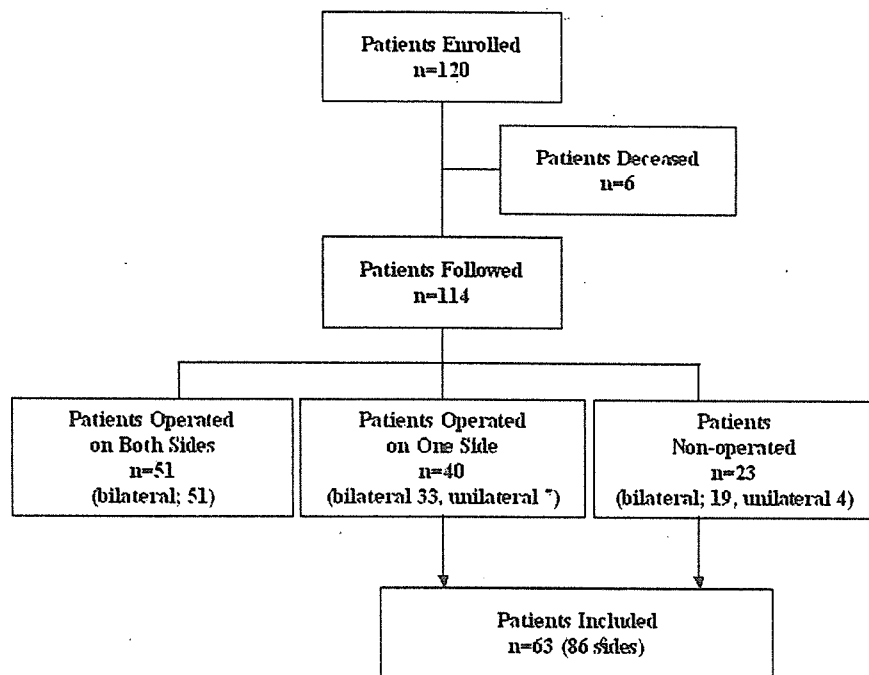 Patients Enrolled
n=120
Patients Deceased
n=6
Patients Followed
n=114
Patients Operated
on Both Sides
n=51
(bilateral; 51)
Patients Operated
on One Side
n=40
(bilateral 33, unilateral )
Patients
Non-operated
n=23
(bilateral; 19, unilateral 4)
Patients Included
n=63 (86 sides)